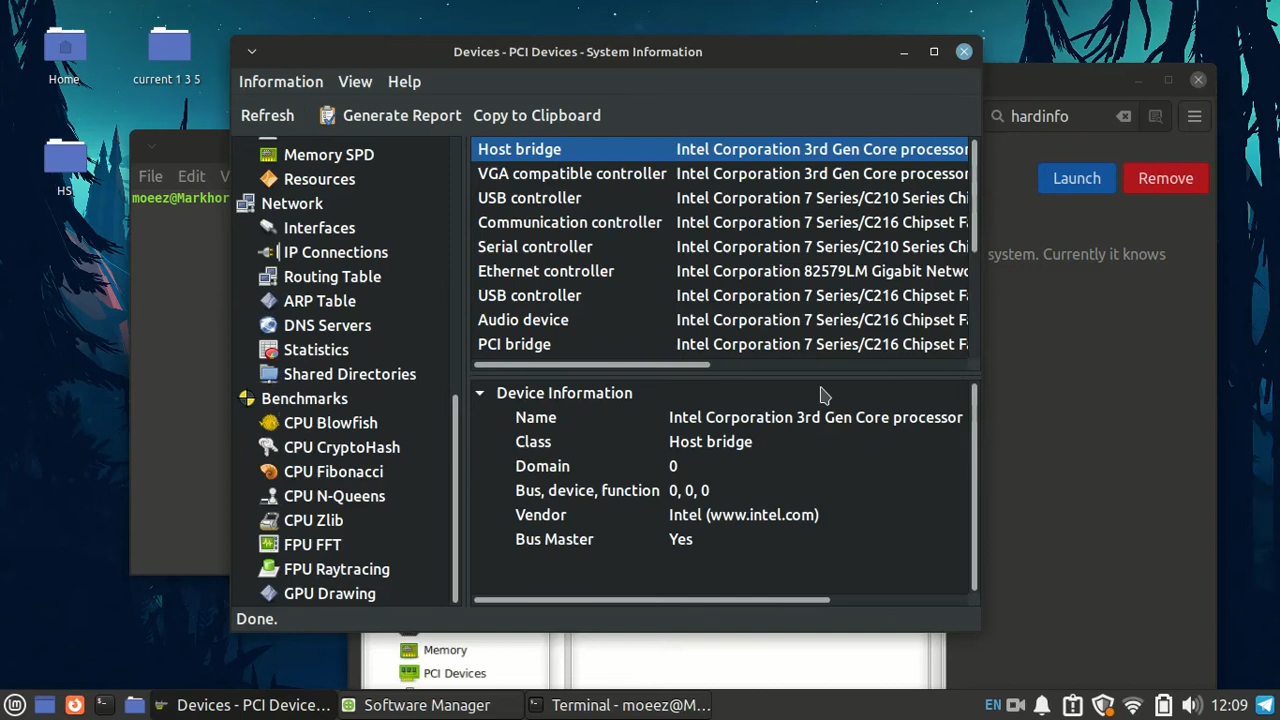 Home
current 1 3 5
HS
File Edit V
moeez@Markhor
Devices - PCI Devices - System Information
Information View Help
Refresh Generate Report Copy to Clipboard
Memory SPD
Resources
Network
Interfaces
IP Connections
Routing Table
ARP Table
DNS Servers
Statistics
Shared Directories
Benchmarks
CPU Blowfish
CPU CryptoHash
CPU Fibonacci
CPU N-Queens
CPU Zlib
FPU FFT
FPU Raytracing
GPU Drawing
Host bridge Intel Corporation 3rd Gen Core processor
VGA compatible controller Intel Corporation 3rd Gen Core processor
USB controller Intel Corporation 7 Series/C210 Series Chi
Communication controller Intel Corporation 7 Series/C216 Chipset Fa
Serial controller Intel Corporation 7 Series/C210 Series Chi
Ethernet controller Intel Corporation 82579LM Gigabit Netwo
USB controller Intel Corporation 7 Series/C216 Chipset Fa
Audio device Intel Corporation 7 Series/C216 Chipset Fa
PCI bridge Intel Corporation 7 Series/C216 Chipset Fa
Device Information
Name Intel Corporation 3rd Gen Core processor
Class Host bridge
Domain 0
Bus, device, function 0, 0, 0
Vendor Intel (www.intel.com)
Bus Master Yes
Done.
hardinfo
Launch Remove
system. Currently it knows
Memory
PCI Devices
Devices - PCI Device... Software Manager Terminal - moeez@M... EN 12:09